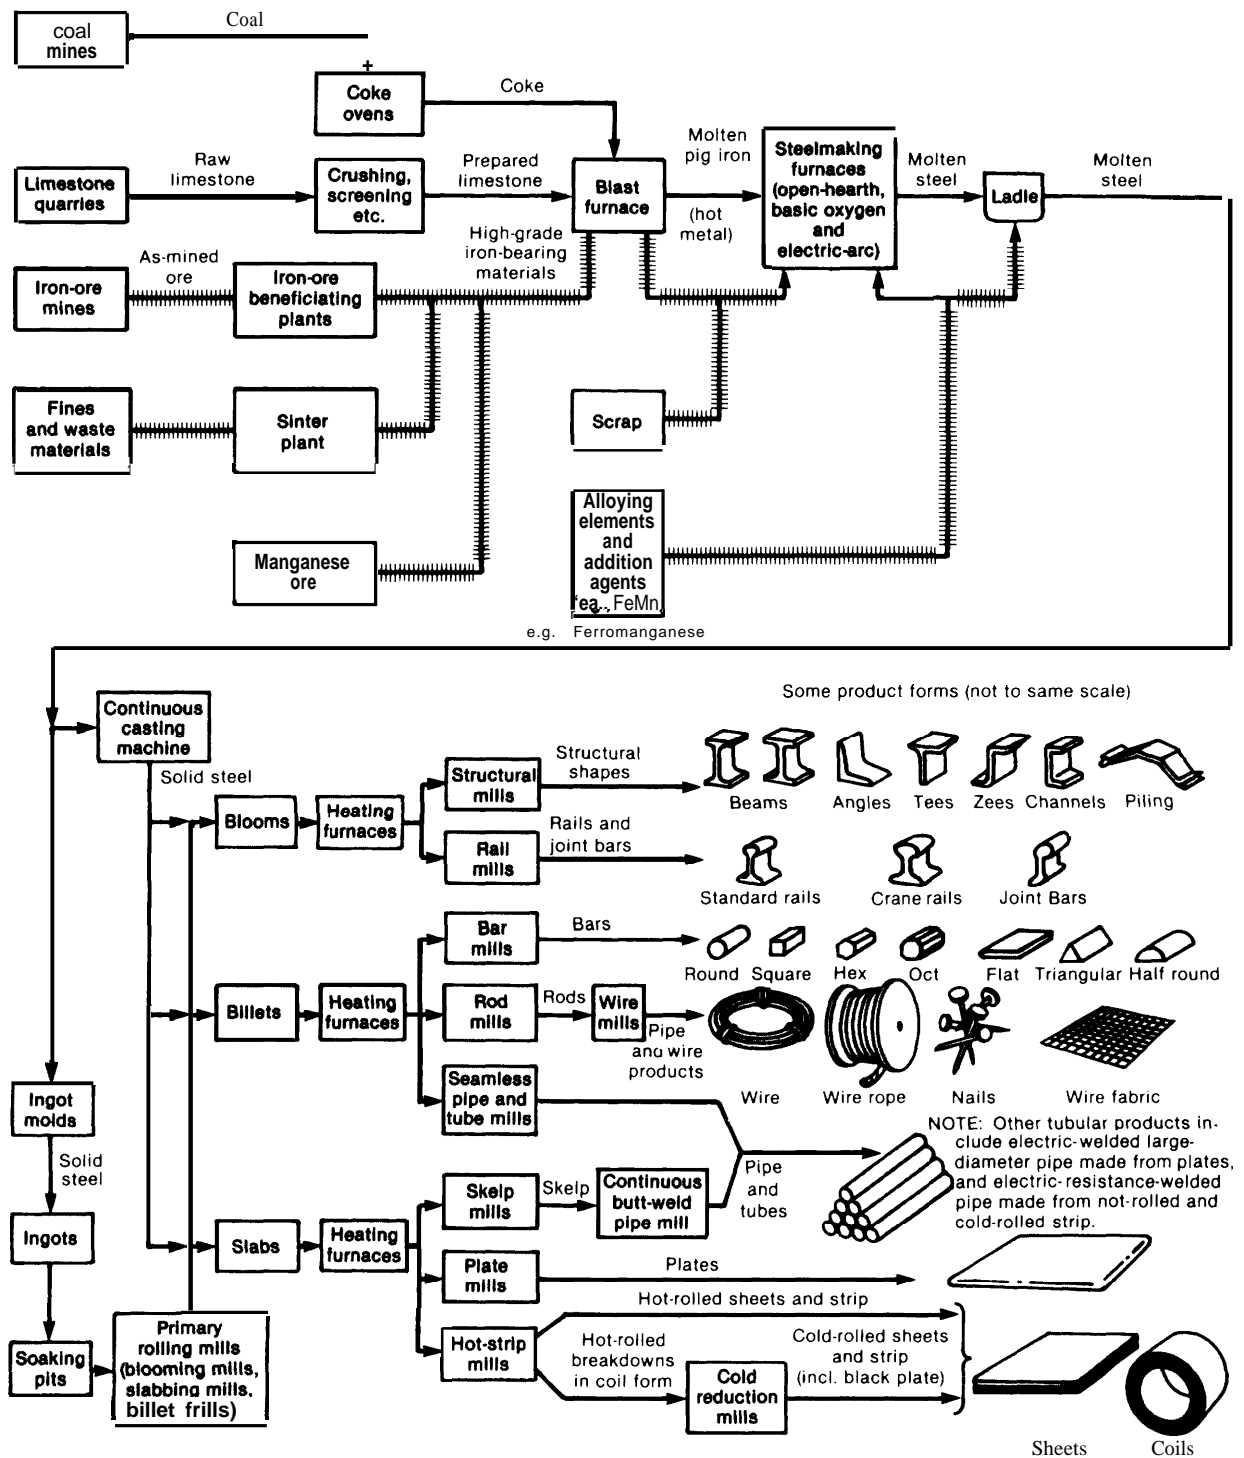 coal
mines
Coal
+
Coke
ovens
Coke
Limestone
quarries
Raw
limestone
Crushing,
screening
etc.
Prepared
limestone
Blast
furnace
Molten
pig iron
(hot
metal)
Steelmaking
furnaces
(open-hearth,
basic oxygen
and
electric-arc)
Molten
steel
Ladle
Molten
steel
Iron-ore
mines
As-mined
ore
Iron-ore
beneficiating
plants
High-grade
iron-bearing
materials
Fines
and waste
materials
Sinter
plant
Scrap
Manganese
ore
Alloying
elements
and
addition
agents
'ea., FeMn,
e.g. Ferromanganese
Some product forms (not to same scale)
Continuous
casting
machine
Solid steel
Blooms
Heating
furnaces
Structural
mills
Structural
shapes
Beams
Angles
Tees
Zees
Channels
Piling
Rail
mills
Rails and
joint bars
Standard rails
Crane rails
Joint Bars
Bar
mills
Bars
Round
Square
Hex
Oct
Flat
Triangular
Half round
Billets
Heating
furnaces
Rod
mills
Rods
Wire
mills
Pipe
and wire
products
Wire
Wire rope
Nails
Wire fabric
Seamless
pipe and
tube mills
NOTE: Other tubular products in-
clude electric-welded large-
diameter pipe made from plates,
and electric-resistance-welded
pipe made from not-rolled and
cold-rolled strip.
Pipe
and
tubes
Ingot
molds
Solid
steel
Ingots
Soaking
pits
Primary
rolling mills
(blooming mills,
slabbing mills.
billet frills)
Slabs
Heating
furnaces
Skelp
mills
Skelp
Continuous
butt-weld
pipe mill
Plate
mills
Plates
Hot-strip
mills
Hot-rolled sheets and strip
Hot-rolled
breakdowns
in coil form
Cold
reduction
mills
Cold-rolled sheets
and strip
(incl. black plate)
Sheets
Coils